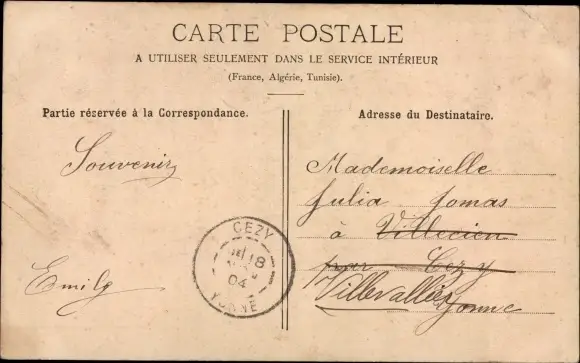 CARTE POSTALE
A UTILISER SEULEMENT DANS LE SERVICE INTÉRIEUR
(France, Algérie, Tunisie).
Partie réservée à la Correspondance.
Souvenir
Emily
CEZY
18
04
YONNE
Adresse du Destinataire.
Mademoiselle
Julia Jomas
à Villecien
par Cezy
Villevallier Yonne